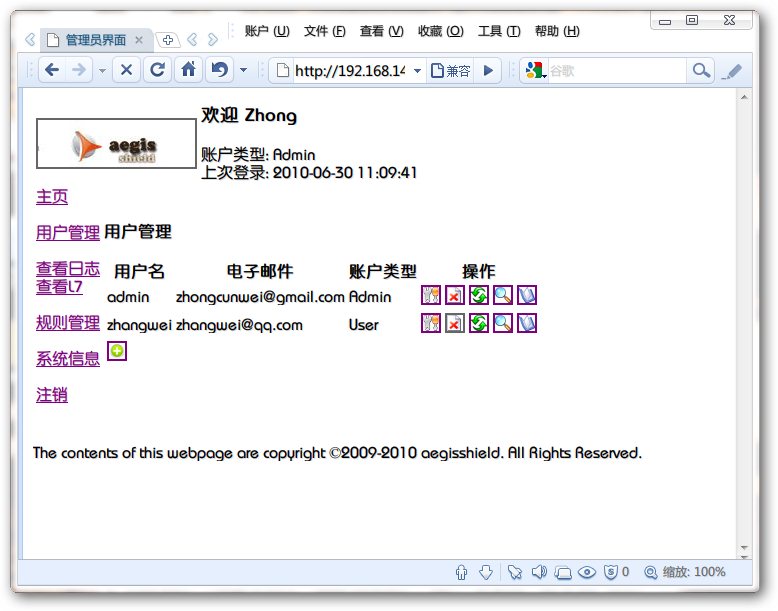 账户 (U) 文件 (F) 查看 (V) 收藏 (O) 工具 (T) 帮助 (H)
管理员界面
http://192.168.14 兼容 谷歌
aegis
shield
欢迎 Zhong
账户类型: Admin
上次登录: 2010-06-30 11:09:41
主页
用户管理
查看日志
查看l7
规则管理
系统信息
注销
用户管理
用户名 电子邮件 账户类型 操作
admin zhongcunwei@gmail.com Admin
zhangwei zhangwei@qq.com User
The contents of this webpage are copyright ©2009-2010 aegisshield. All Rights Reserved.
0 缩放: 100%